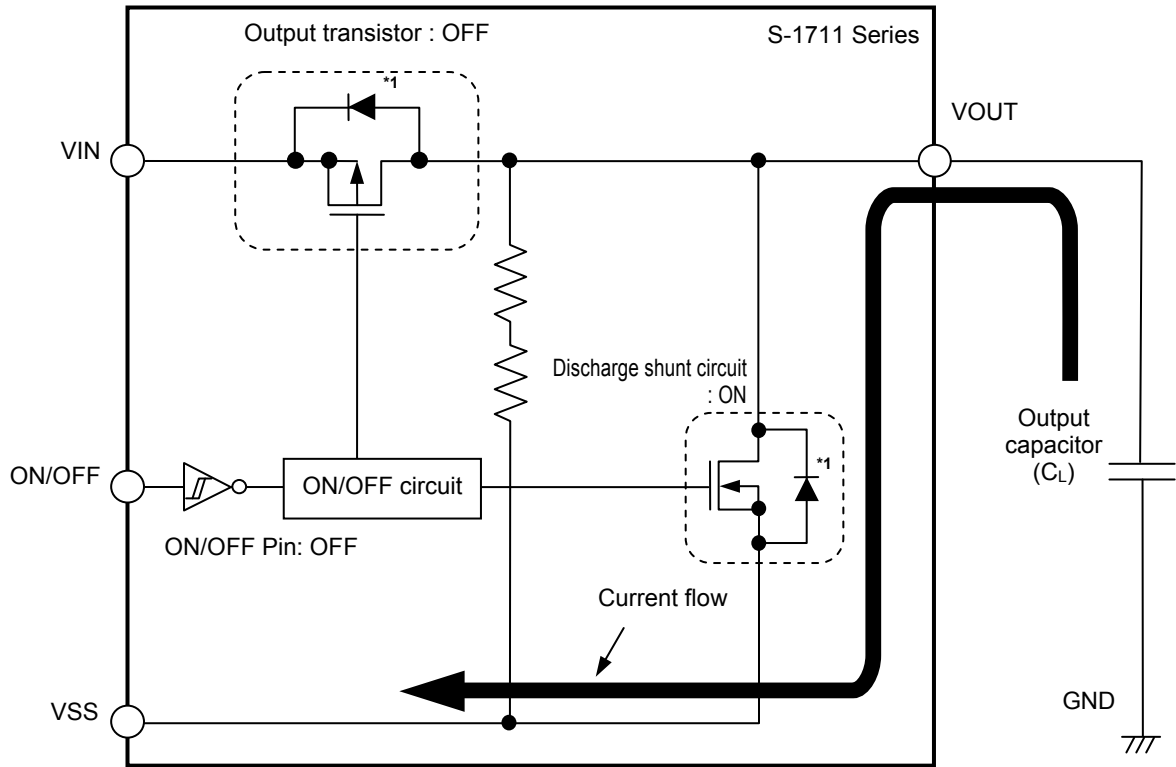 Output transistor : OFF
S-1711 Series
*1
VOUT
VIN
Discharge shunt circuit
: ON
Output
capacitor
(CL)
*1
ON/OFF
ON/OFF circuit
ON/OFF Pin: OFF
Current flow
VSS
GND